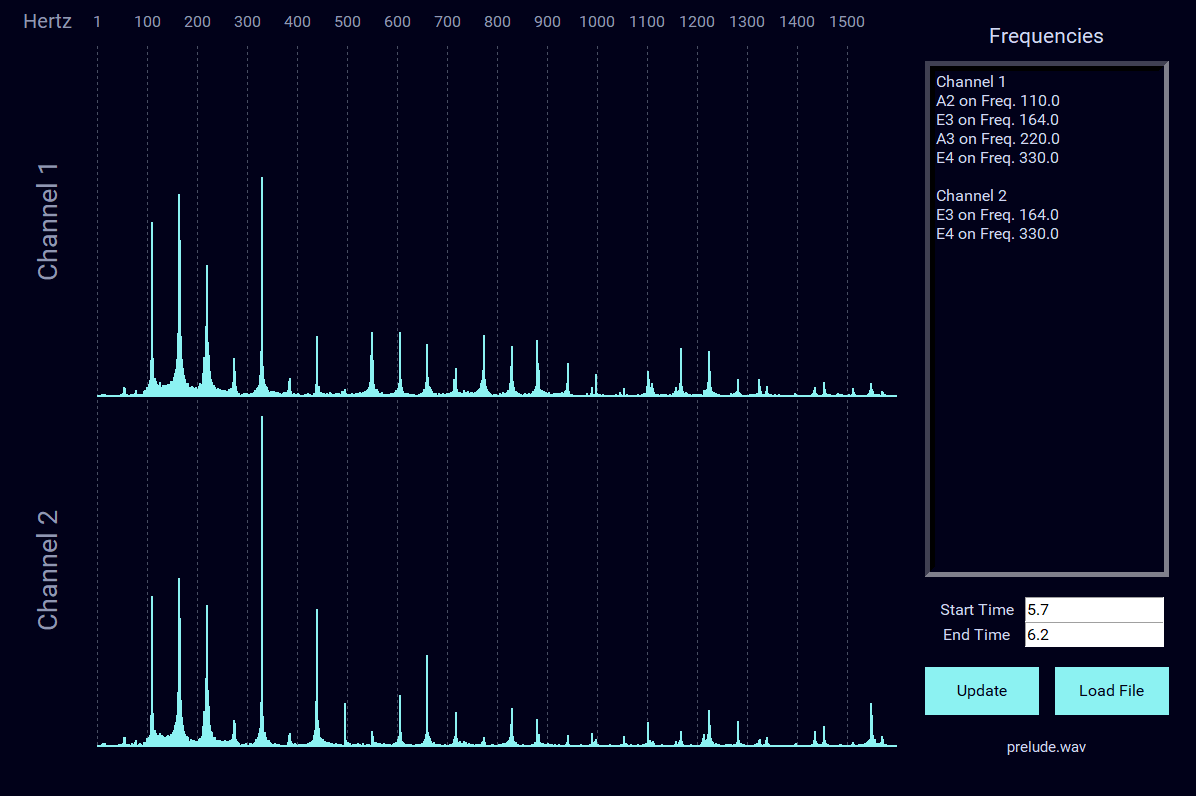 Hertz 1 100 200 300 400 500 600 700 800 900 1000 1100 1200 1300 1400 1500
Channel 1
Channel 2
Frequencies
Channel 1
A2 on Freq. 110.0
E3 on Freq. 164.0
A3 on Freq. 220.0
E4 on Freq. 330.0
Channel 2
E3 on Freq. 164.0
E4 on Freq. 330.0
Start Time 5.7
End Time 6.2
Update Load File
prelude.wav